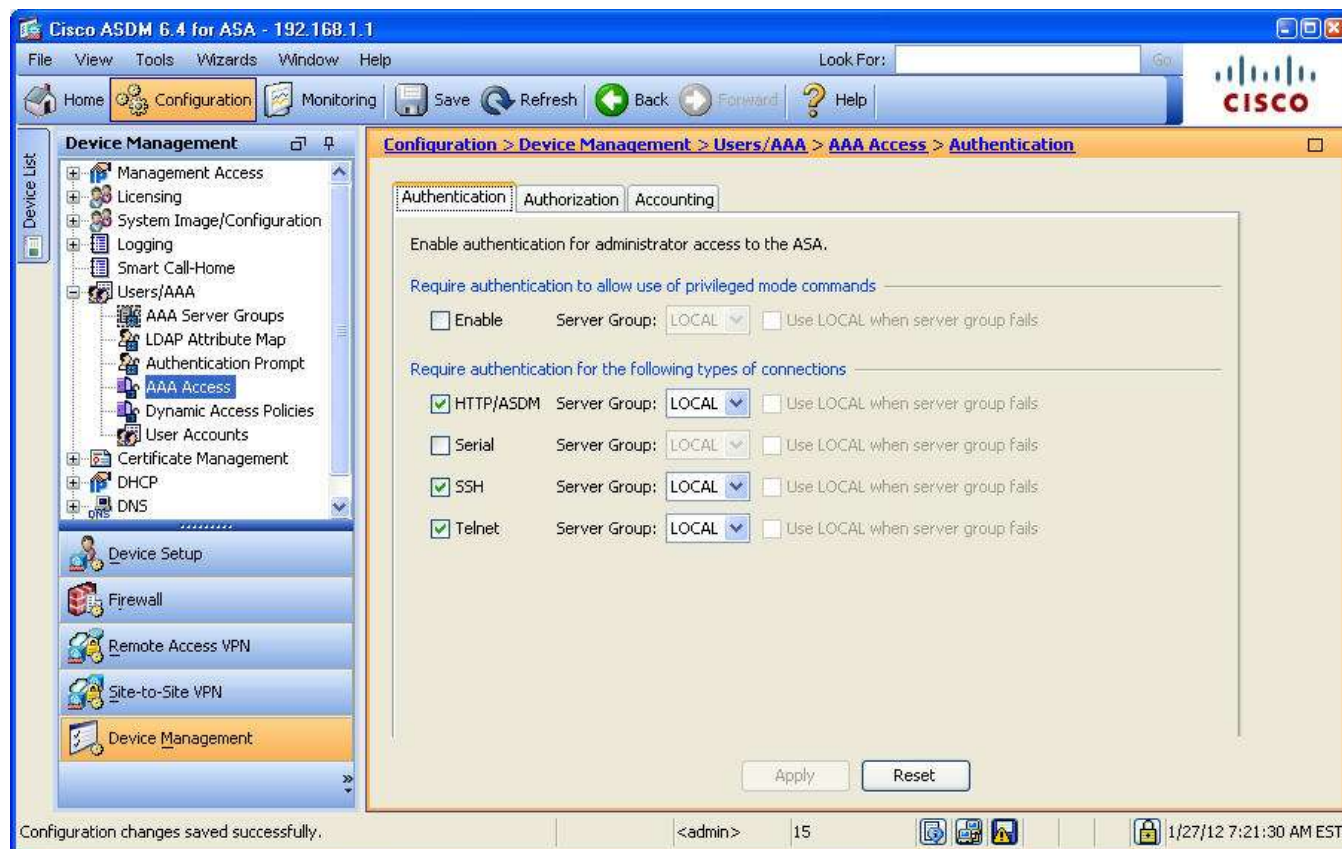 Cisco ASDM 6.4 for ASA - 192.168.1.1
File View Tools Wizards Window Help Look For: Go
Home Configuration Monitoring Save Refresh Back Forward Help
CISCO
Device List
Device Management
Management Access
Licensing
System Image/Configuration
Logging
Smart Call-Home
Users/AAA
AAA Server Groups
LDAP Attribute Map
Authentication Prompt
AAA Access
Dynamic Access Policies
User Accounts
Certificate Management
DHCP
DNS
DNS
Device Setup
Firewall
Remote Access VPN
Site-to-Site VPN
Device Management
»
Configuration > Device Management > Users/AAA > AAA Access > Authentication
Authentication Authorization Accounting
Enable authentication for administrator access to the ASA.
Require authentication to allow use of privileged mode commands
Enable Server Group: LOCAL Use LOCAL when server group fails
Require authentication for the following types of connections
HTTP/ASDM Server Group: LOCAL Use LOCAL when server group fails
Serial Server Group: LOCAL Use LOCAL when server group fails
SSH Server Group: LOCAL Use LOCAL when server group fails
Telnet Server Group: LOCAL Use LOCAL when server group fails
Apply Reset
Configuration changes saved successfully. <admin> 15 1/27/12 7:21:30 AM EST